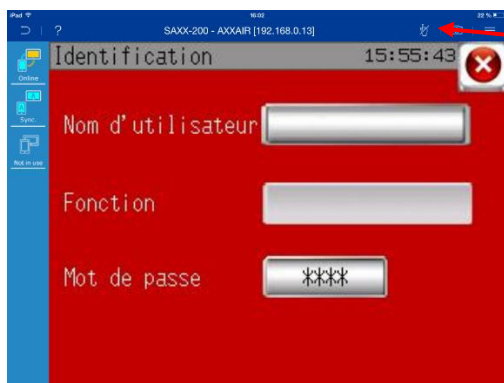 iPad 16:02 22 %
? SAXX-200 - AXXAIR [192.168.0.13]
Identification 15:55:43
Online
Sync.
Not in use
Nom d'utilisateur
Fonction
Mot de passe ****